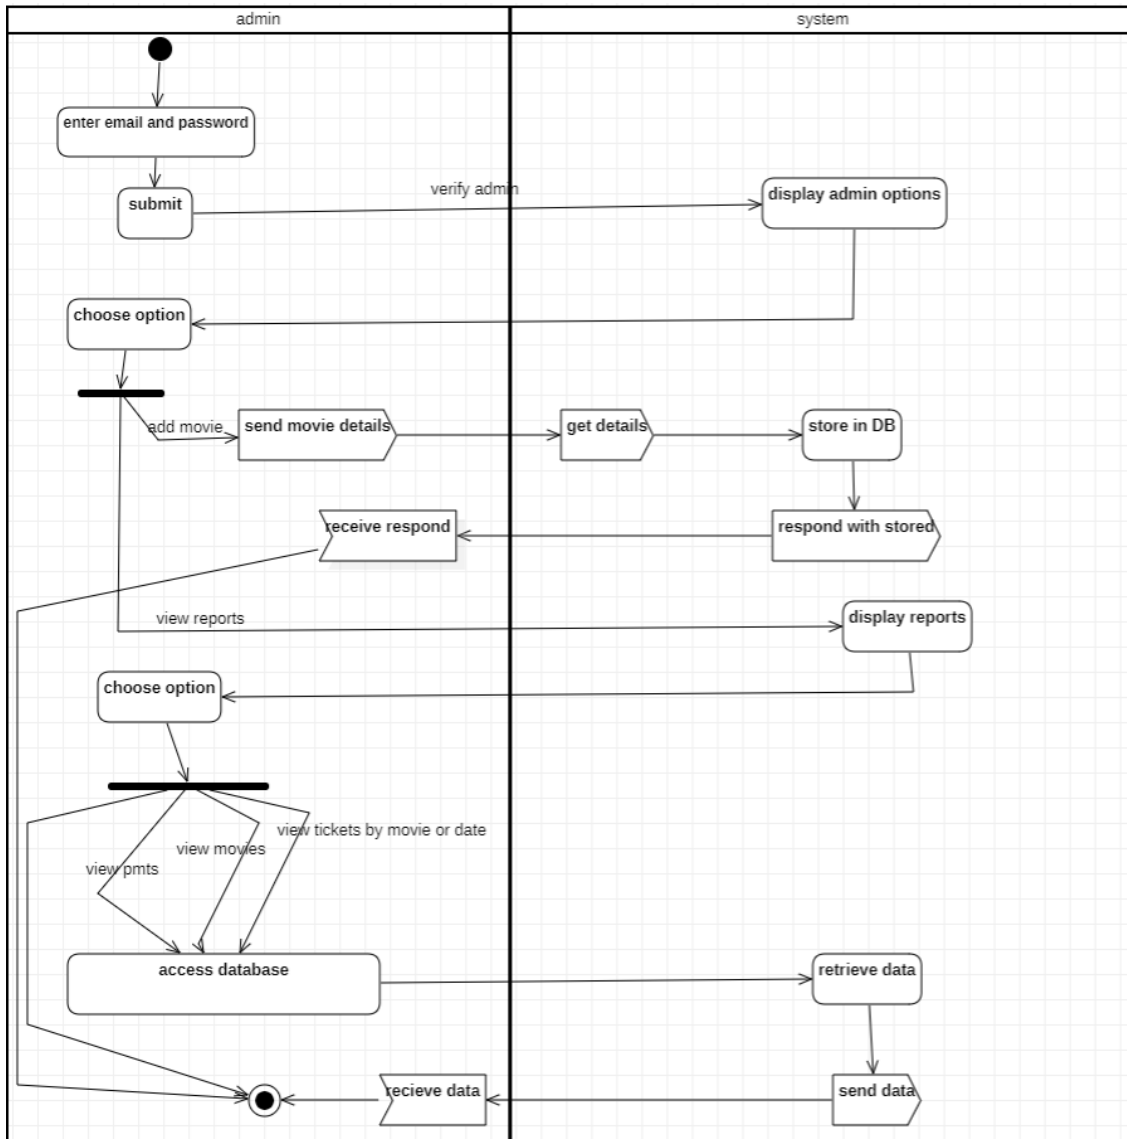 admin
system
enter email and password
verify admin
submit
display admin options
choose option
add movie
send movie details
get details
store in DB
receive respond
respond with stored
view reports
display reports
choose option
view tickets by movie or date
view movies
view pmts
access database
retrieve data
recieve data
send data